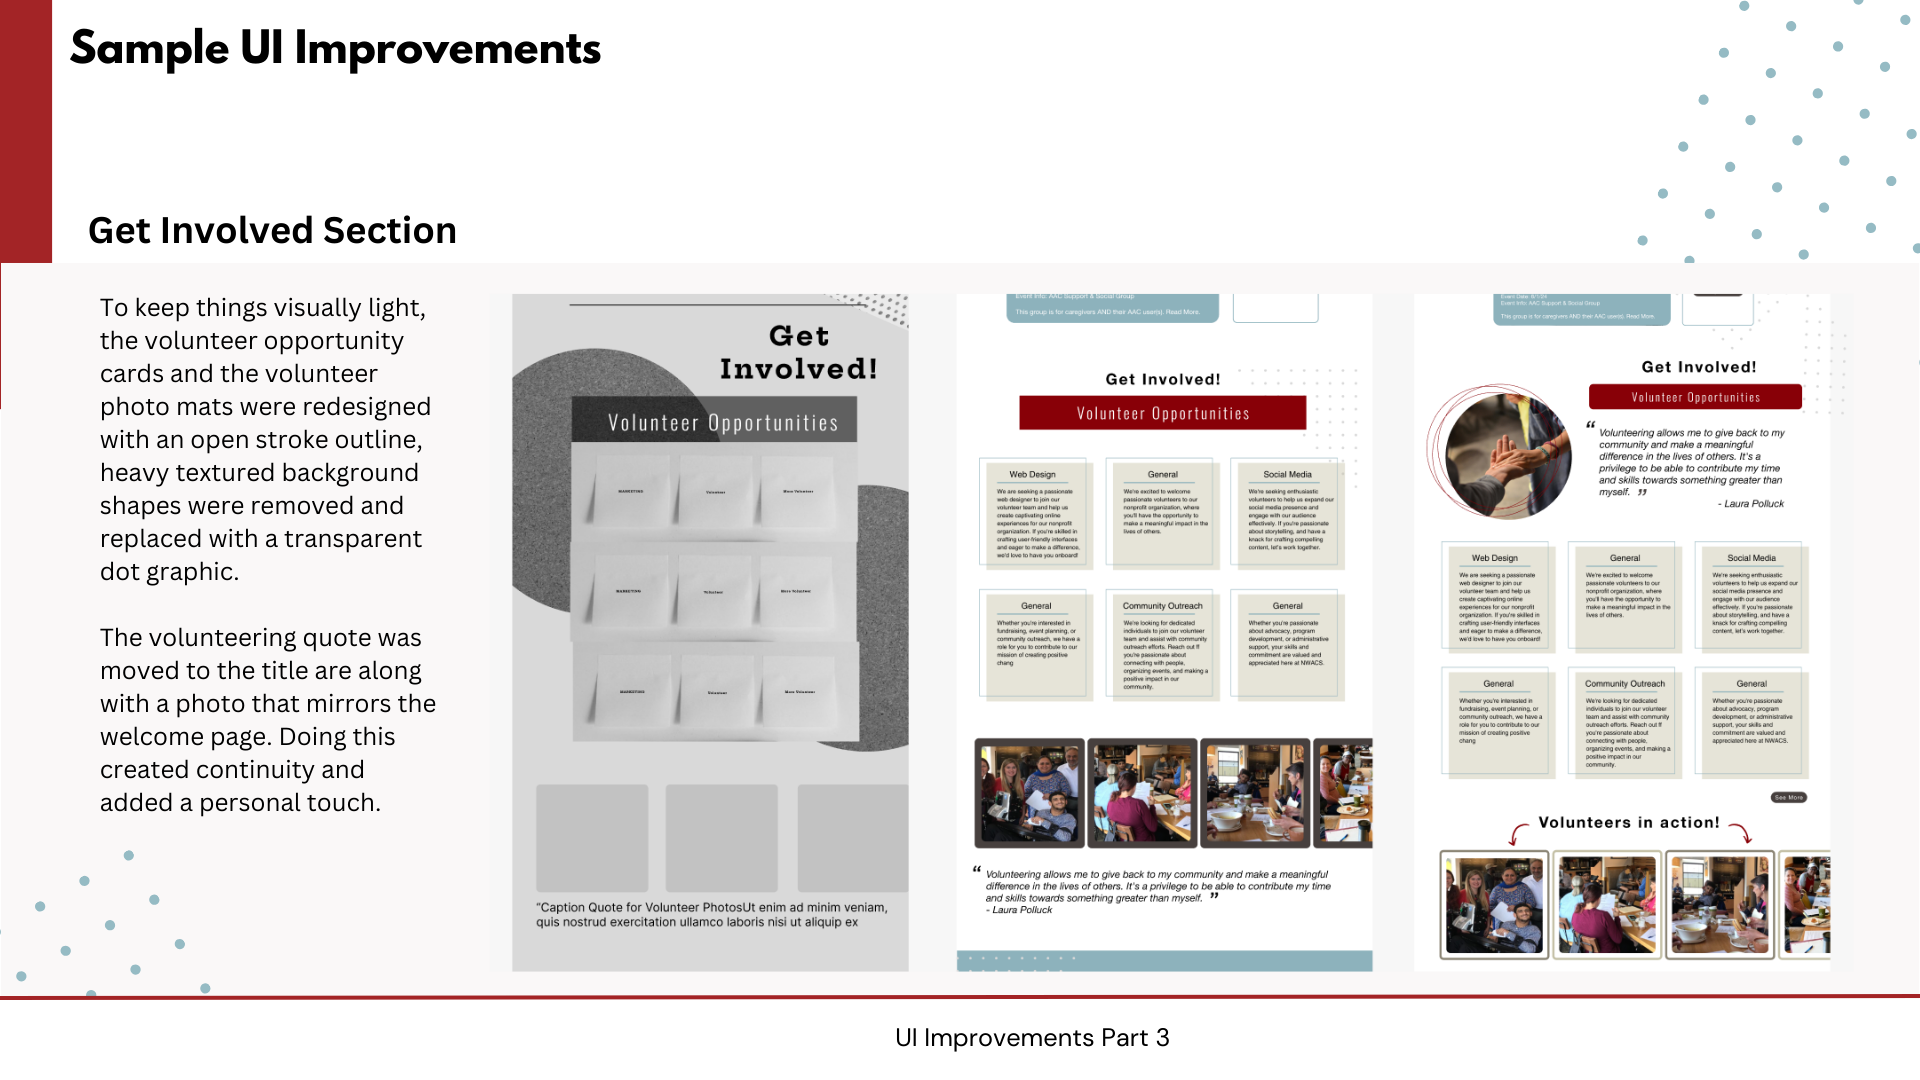 Sample UI Improvements
Get Involved Section
To keep things visually light,
the volunteer opportunity
cards and the volunteer
photo mats were redesigned
with an open stroke outline,
heavy textured background
shapes were removed and
replaced with a transparent
dot graphic.
The volunteering quote was
moved to the title are along
with a photo that mirrors the
welcome page. Doing this
created continuity and
added a personal touch.
Get
Involved!
Volunteer Opportunities
MARKETING
Volunteer
More Volunteer
MARKETING
Volunteer
More Volunteer
MARKETING
Volunteer
More Volunteer
“Caption Quote for Volunteer PhotosUt enim ad minim veniam,
quis nostrud exercitation ullamco laboris nisi ut aliquip ex
Event Info: AAC Support & Social Group
This group is for caregivers AND their AAC user(s). Read More.
Get Involved!
Volunteer Opportunities
Web Design
We are seeking a passionate
web designer to join our
volunteer team and help us
create captivating online
experiences for our nonprofit
organization. If you're skilled in
crafting user-friendly interfaces
and eager to make a difference,
we'd love to have you onboard!
General
We're excited to welcome
passionate volunteers to our
nonprofit organization, where
you'll have the opportunity to
make a meaningful impact in the
lives of others.
Social Media
We're seeking enthusiastic
volunteers to help us expand our
social media presence and
engage with our audience
effectively. If you're passionate
about storytelling, and have a
knack for crafting compelling
content, let's work together.
General
Whether you're interested in
fundraising, event planning, or
community outreach, we have a
role for you to contribute to our
mission of creating positive
chang
Community Outreach
We're looking for dedicated
individuals to join our volunteer
team and assist with community
outreach efforts. Reach out if
you're passionate about
connecting with people,
organizing events, and making a
positive impact in our
community.
General
Whether you're passionate
about advocacy, program
development, or administrative
support, your skills and
commitment are valued and
appreciated here at NWACS.
“ Volunteering allows me to give back to my community and make a meaningful
difference in the lives of others. It's a privilege to be able to contribute my time
and skills towards something greater than myself. ”
- Laura Polluck
Event Date: 8/1/24
Event Info: AAC Support & Social Group
This group is for caregivers AND their AAC user(s). Read More.
Get Involved!
Volunteer Opportunities
“ Volunteering allows me to give back to my
community and make a meaningful
difference in the lives of others. It's a
privilege to be able to contribute my time
and skills towards something greater than
myself. ”
- Laura Polluck
Web Design
We are seeking a passionate
web designer to join our
volunteer team and help us
create captivating online
experiences for our nonprofit
organization. If you're skilled in
crafting user-friendly interfaces
and eager to make a difference,
we'd love to have you onboard!
General
We're excited to welcome
passionate volunteers to our
nonprofit organization, where
you'll have the opportunity to
make a meaningful impact in the
lives of others.
Social Media
We're seeking enthusiastic
volunteers to help us expand our
social media presence and
engage with our audience
effectively. If you're passionate
about storytelling, and have a
knack for crafting compelling
content, let's work together.
General
Whether you're interested in
fundraising, event planning, or
community outreach, we have a
role for you to contribute to our
mission of creating positive
chang
Community Outreach
We're looking for dedicated
individuals to join our volunteer
team and assist with community
outreach efforts. Reach out if
you're passionate about
connecting with people,
organizing events, and making a
positive impact in our
community.
General
Whether you're passionate
about advocacy, program
development, or administrative
support, your skills and
commitment are valued and
appreciated here at NWACS.
See More
Volunteers in action!
UI Improvements Part 3